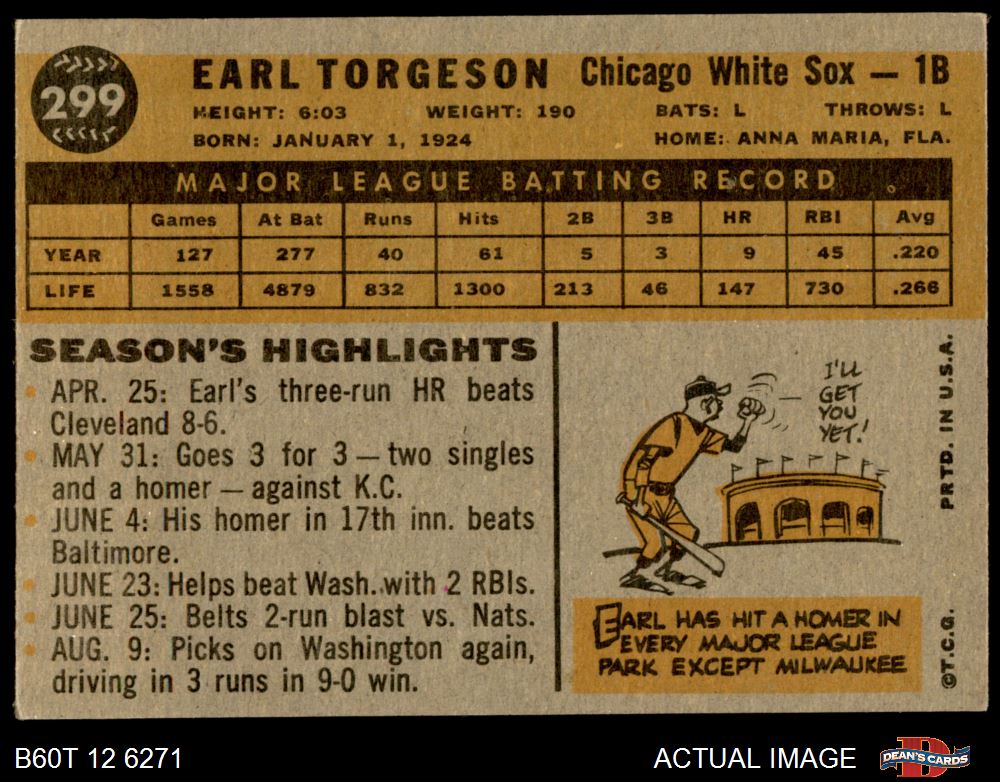 299
EARL TORGESON Chicago White Sox — 1B
HEIGHT: 6:03 WEIGHT: 190 BATS: L THROWS: L
BORN: JANUARY 1, 1924 HOME: ANNA MARIA, FLA.
MAJOR LEAGUE BATTING RECORD
Games At Bat Runs Hits 2B 3B HR RBI Avg
YEAR 127 277 40 61 5 3 9 45 .220
LIFE 1558 4879 832 1300 213 46 147 730 .266
SEASON'S HIGHLIGHTS
APR. 25: Earl's three-run HR beats
Cleveland 8-6.
MAY 31: Goes 3 for 3 — two singles
and a homer — against K.C.
JUNE 4: His homer in 17th inn. beats
Baltimore.
JUNE 23: Helps beat Wash. with 2 RBIs.
JUNE 25: Belts 2-run blast vs. Nats.
AUG. 9: Picks on Washington again,
driving in 3 runs in 9-0 win.
I'LL
GET
YOU
YET!
EARL HAS HIT A HOMER IN
EVERY MAJOR LEAGUE
PARK EXCEPT MILWAUKEE
PRTD. IN U.S.A.
©T.C.G.
B60T 12 6271 ACTUAL IMAGE
DEAN'S CARDS